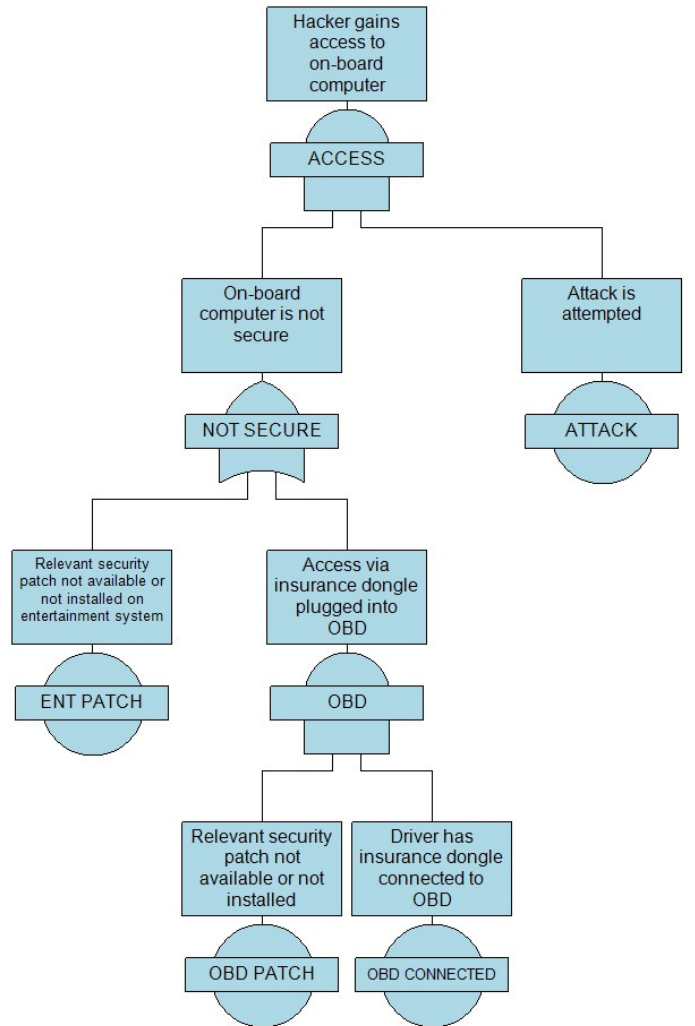 Hacker gains
access to
on-board
computer
ACCESS
On-board
computer is not
secure
Attack is
attempted
NOT SECURE
ATTACK
Relevant security
patch not available or
not installed on
entertainment system
Access via
insurance dongle
plugged into
OBD
ENT PATCH
OBD
Relevant security
patch not
available or not
installed
Driver has
insurance dongle
connected to
OBD
OBD PATCH
OBD CONNECTED